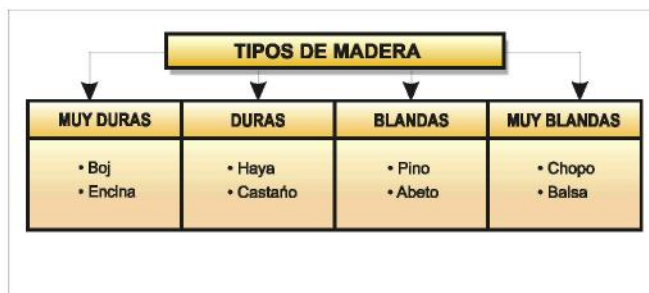 TIPOS DE MADERA
MUY DURAS
• Boj
• Encina
DURAS
• Haya
• Castaño
BLANDAS
• Pino
• Abeto
MUY BLANDAS
• Chopo
• Balsa